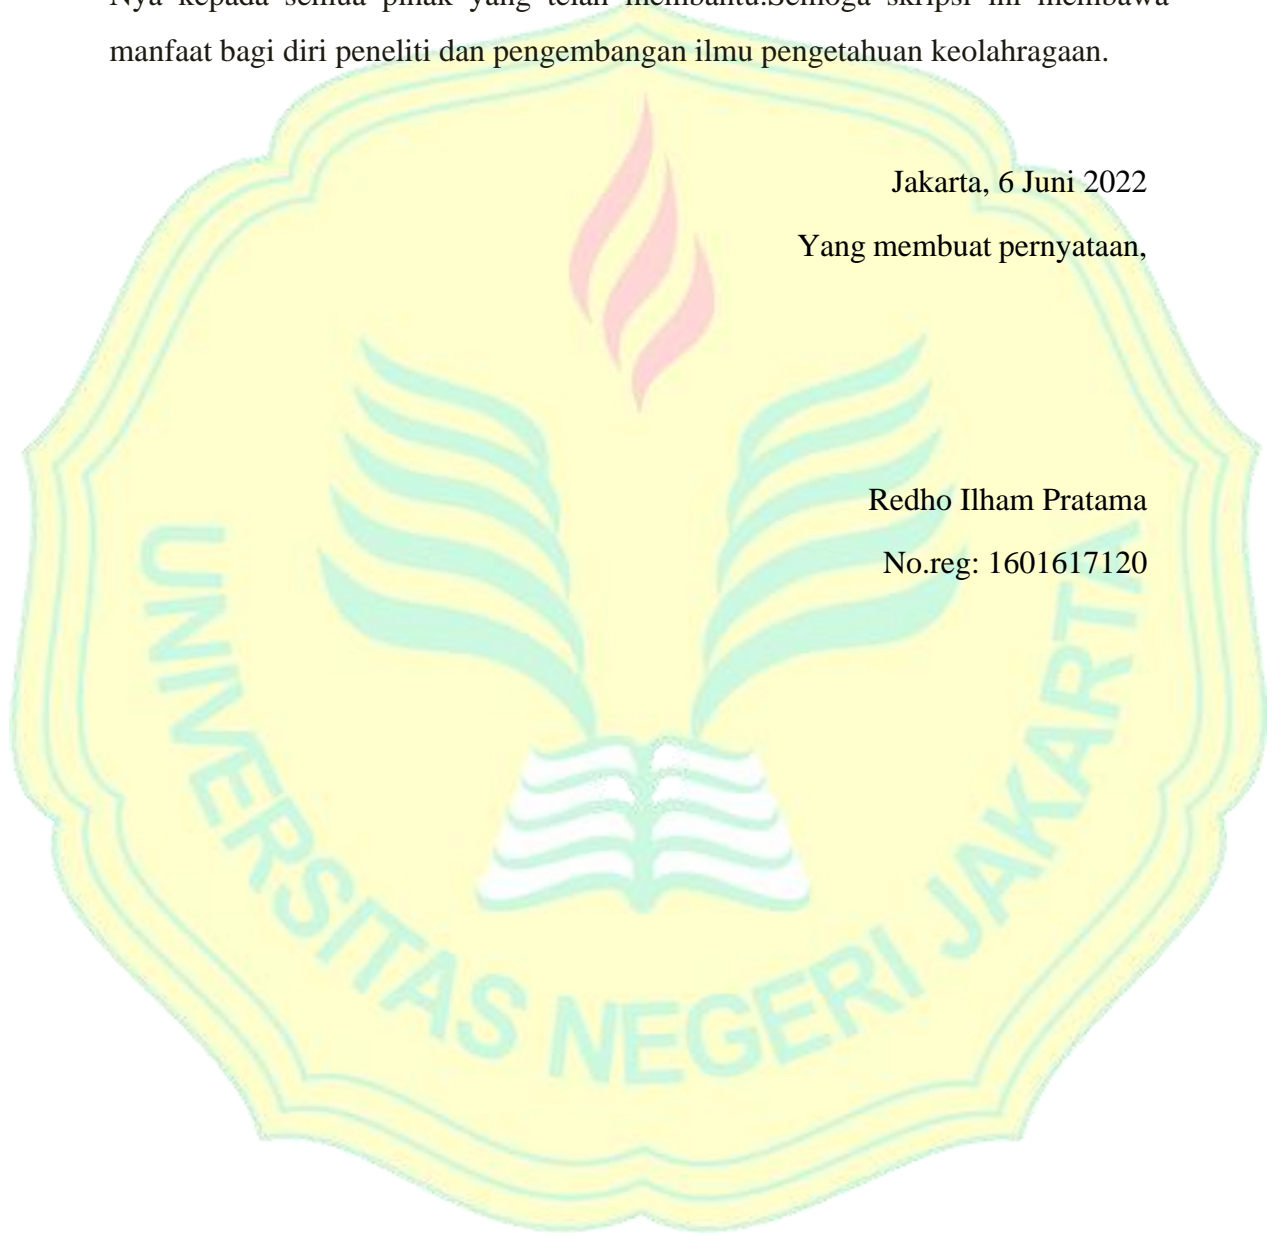 Nya kepada semua pihak yang telah membantu.Semoga skripsi ini membawa
manfaat bagi diri peneliti dan pengembangan ilmu pengetahuan keolahragaan.
Jakarta, 6 Juni 2022
Yang membuat pernyataan,
Redho Ilham Pratama
No.reg: 1601617120
UNIVERSITAS NEGERI JAKARTA